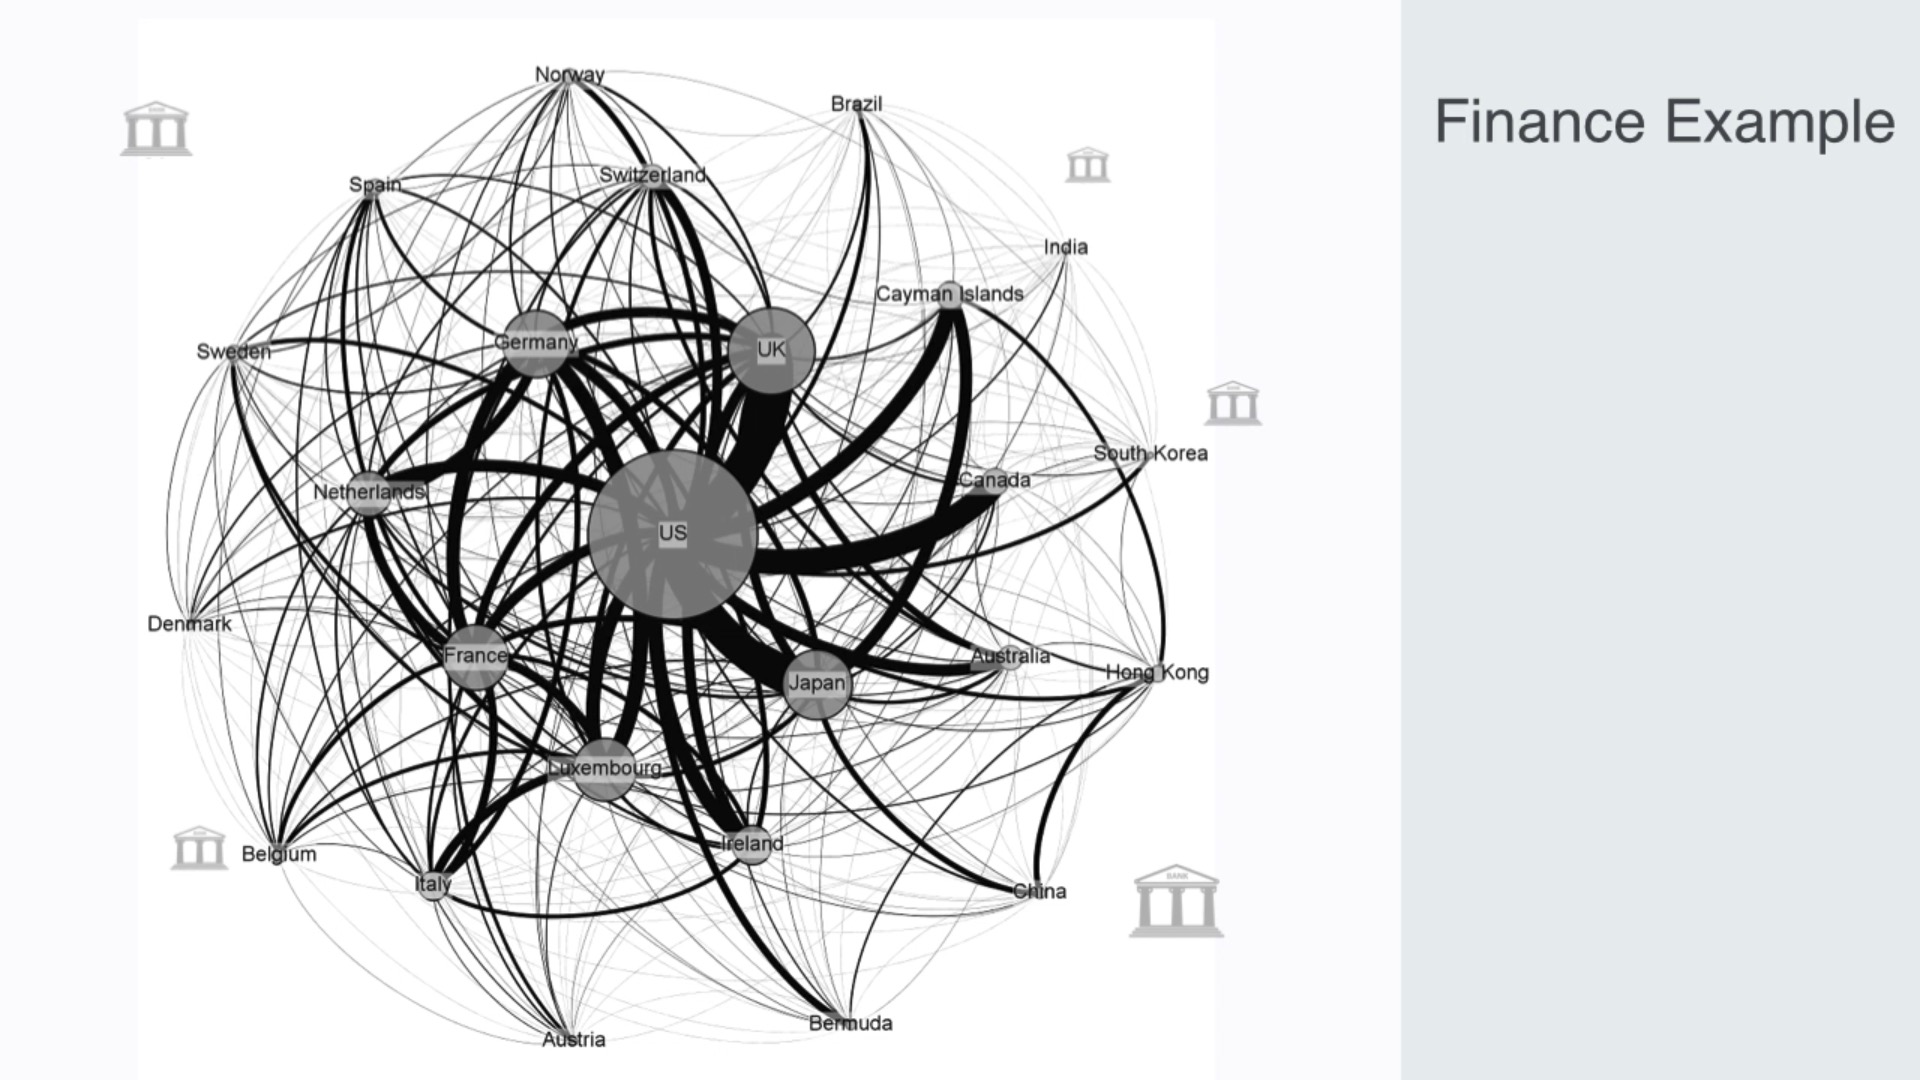 Finance Example
Norway
Brazil
Switzerland
Spain
India
Cayman Islands
Germany
UK
Sweden
South Korea
Canada
Netherlands
US
Denmark
France
Australia
Hong Kong
Japan
Luxembourg
Ireland
Belgium
Italy
BANK
China
Bermuda
Austria